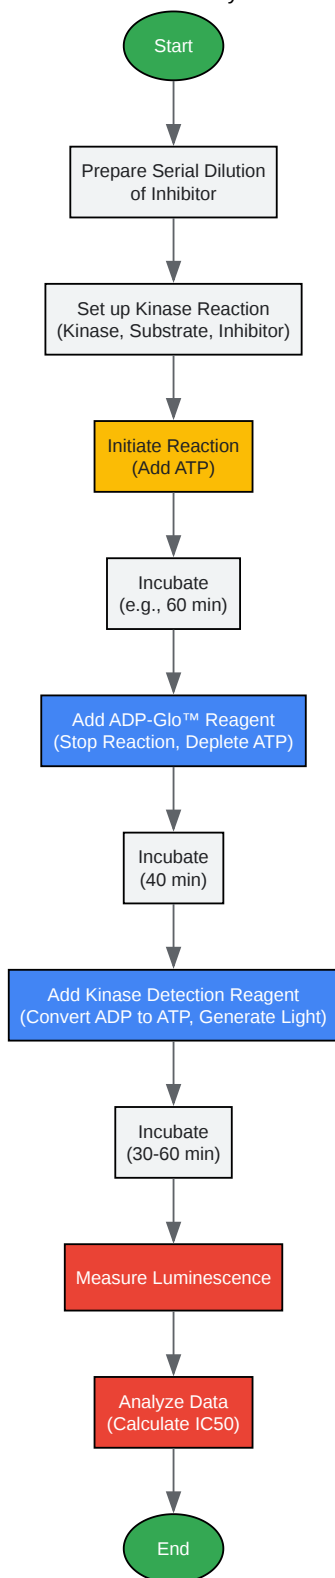 Start
Prepare Serial Dilution
of Inhibitor
Set up Kinase Reaction
(Kinase, Substrate, Inhibitor)
Initiate Reaction
(Add ATP)
Incubate
(e.g., 60 min)
Add ADP-Glo™ Reagent
(Stop Reaction, Deplete ATP)
Incubate
(40 min)
Add Kinase Detection Reagent
(Convert ADP to ATP, Generate Light)
Incubate
(30-60 min)
Measure Luminescence
Analyze Data
(Calculate IC50)
End